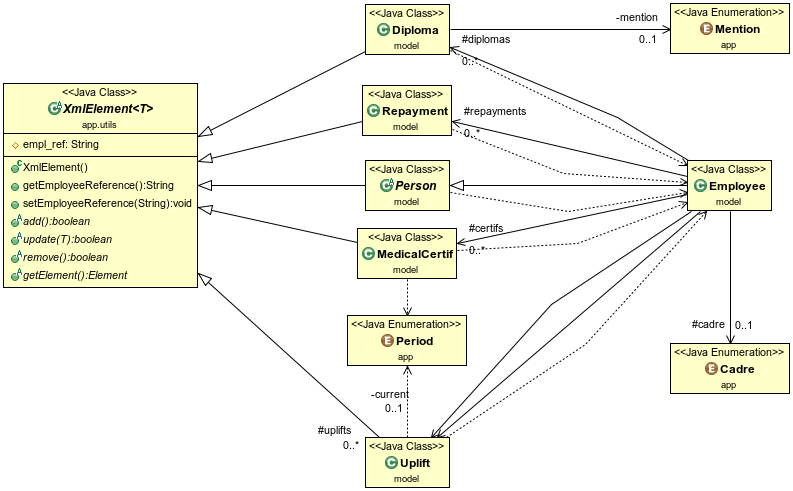 <<Java Class>>
Diploma
model
-mention
0..1
<<Java Enumeration>>
Mention
app
#diplomas
0..*
<<Java Class>>
XmlElement<T>
app.utils
empl_ref: String
XmlElement()
getEmployeeReference():String
setEmployeeReference(String):void
add():boolean
update(T):boolean
remove():boolean
getElement():Element
<<Java Class>>
Repayment
model
#repayments
0..*
<<Java Class>>
Person
model
<<Java Class>>
Employee
model
<<Java Class>>
MedicalCertif
model
#certifs
0..*
<<Java Enumeration>>
Period
app
#cadre
0..1
<<Java Enumeration>>
Cadre
app
-current
0..1
#uplifts
0..*
<<Java Class>>
Uplift
model